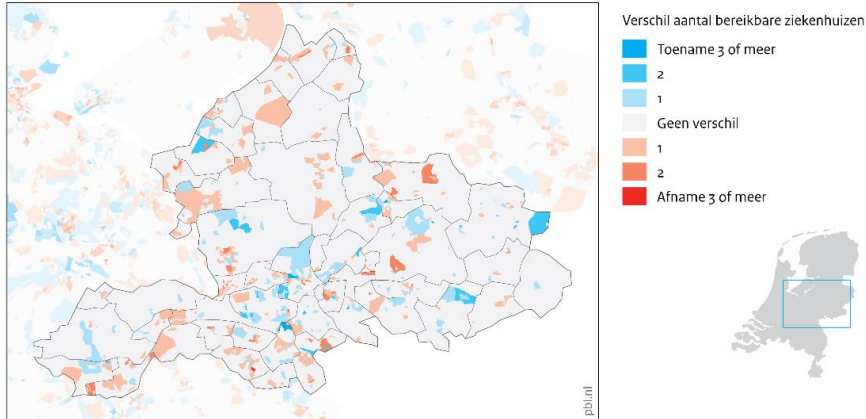 Verschil aantal bereikbare ziekenhuizen
Toename 3 of meer
2
1
Geen verschil
1
2
Afname 3 of meer
pbl.nl